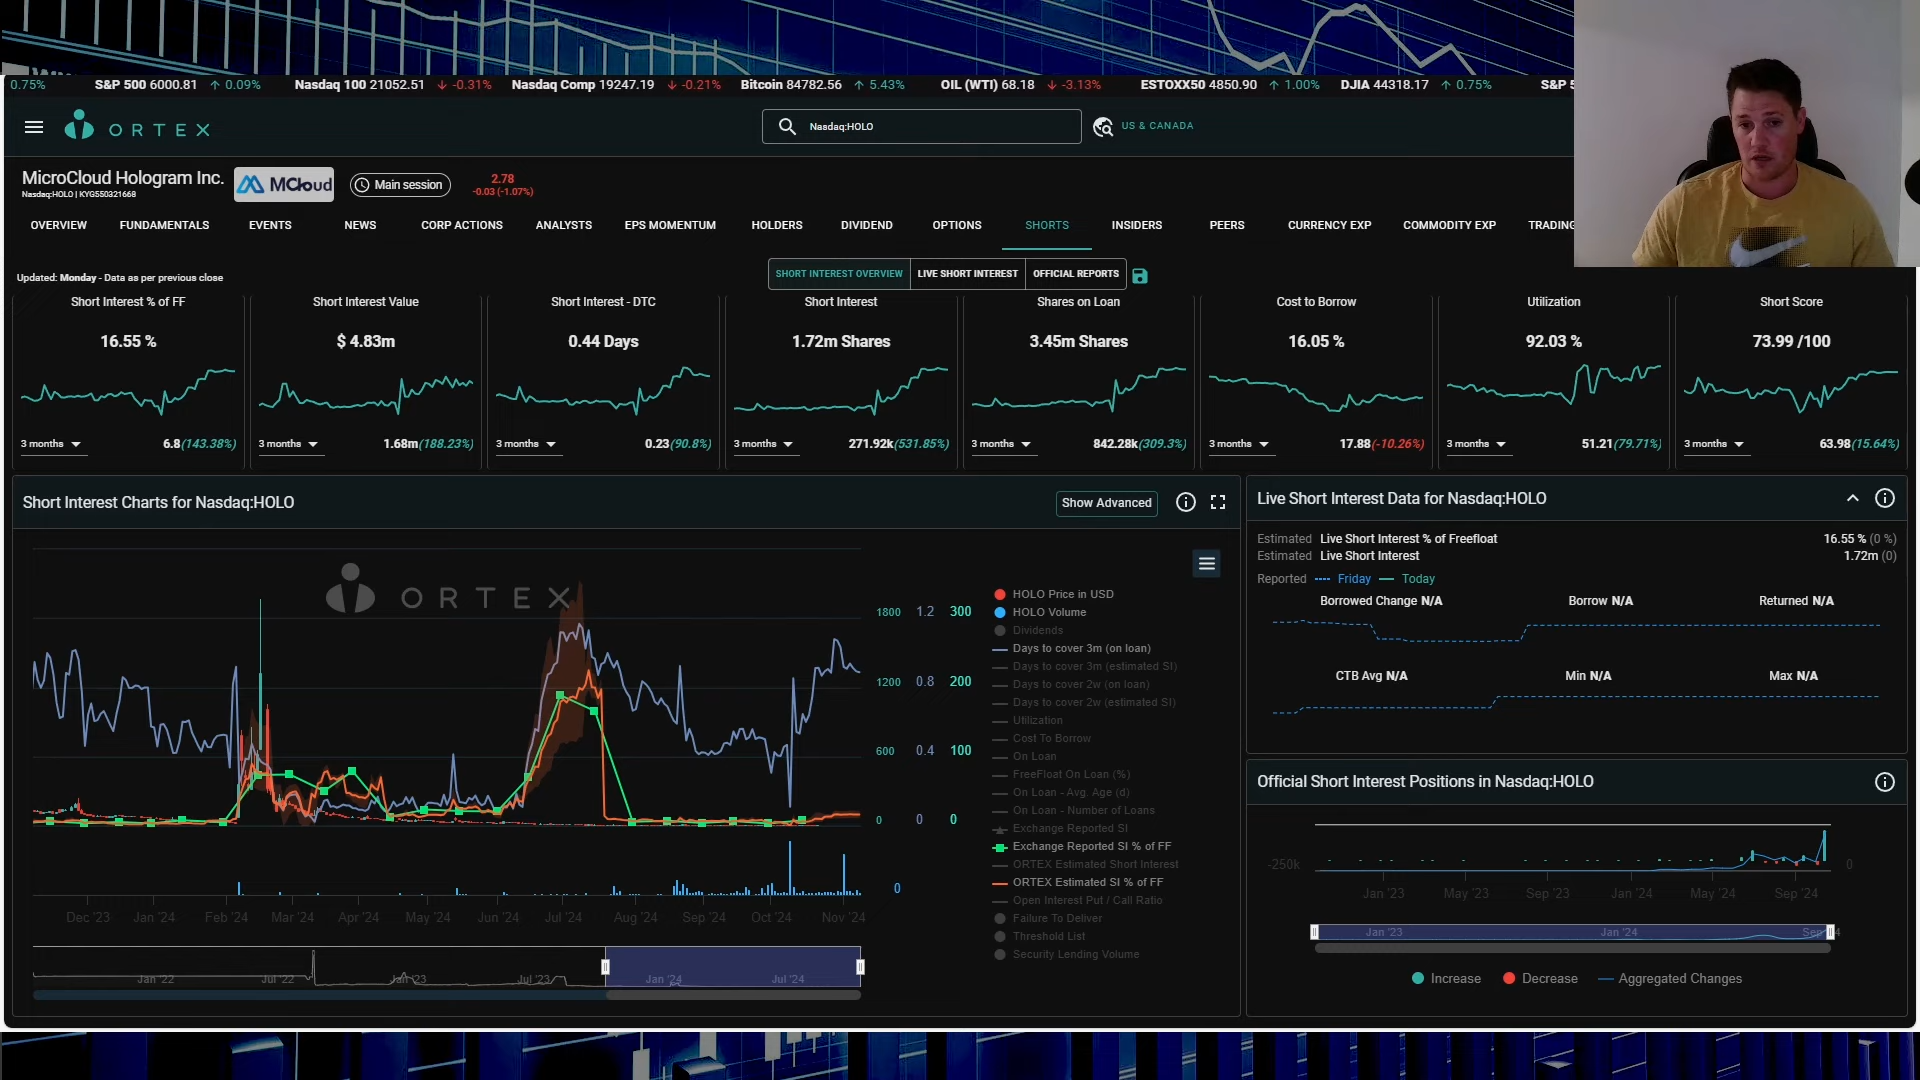 0.75% S&P 500 6000.81 ↑ 0.09% Nasdaq 100 21052.51 ↓ -0.31% Nasdaq Comp 19247.19 ↓ -0.21% Bitcoin 84782.56 ↑ 5.43% OIL (WTI) 68.18 ↓ -3.13% ESTOXX50 4850.90 ↑ 1.00% DJIA 44318.17 ↑ 0.75% S&P
ORTEX Nasdaq:HOLO US & CANADA
MicroCloud Hologram Inc. MCloud Main session 2.78
Nasdaq:HOLO | KYG550321668 -0.03 (-1.07%)
OVERVIEW FUNDAMENTALS EVENTS NEWS CORP ACTIONS ANALYSTS EPS MOMENTUM HOLDERS DIVIDEND OPTIONS SHORTS INSIDERS PEERS CURRENCY EXP COMMODITY EXP TRADING
Updated: Monday - Data as per previous close SHORT INTEREST OVERVIEW LIVE SHORT INTEREST OFFICIAL REPORTS
Short Interest % of FF Short Interest Value Short Interest - DTC Short Interest Shares on Loan Cost to Borrow Utilization Short Score
16.55 % $ 4.83m 0.44 Days 1.72m Shares 3.45m Shares 16.05 % 92.03 % 73.99 /100
3 months 6.8(143.38%) 3 months 1.68m(188.23%) 3 months 0.23(90.8%) 3 months 271.92k(531.85%) 3 months 842.28k(309.3%) 3 months 17.88(-10.26%) 3 months 51.21(79.71%) 3 months 63.98(15.64%)
Short Interest Charts for Nasdaq:HOLO Show Advanced
ORTEX
1800 1.2 300
1200 0.8 200
600 0.4 100
0 0 0
0
Dec '23 Jan '24 Feb '24 Mar '24 Apr '24 May '24 Jun '24 Jul '24 Aug '24 Sep '24 Oct '24 Nov '24
Jan '22 Jul '22 Jan '23 Jul '23 Jan '24 Jul '24
HOLO Price in USD
HOLO Volume
Dividends
Days to cover 3m (on loan)
Days to cover 3m (estimated SI)
Days to cover 2w (on loan)
Days to cover 2w (estimated SI)
Utilization
Cost To Borrow
On Loan
FreeFloat On Loan (%)
On Loan - Avg. Age (d)
On Loan - Number of Loans
Exchange Reported SI
Exchange Reported SI % of FF
ORTEX Estimated Short Interest
ORTEX Estimated SI % of FF
Open Interest Put / Call Ratio
Failure To Deliver
Threshold List
Security Lending Volume
Live Short Interest Data for Nasdaq:HOLO
Estimated Live Short Interest % of Freefloat 16.55 % (0 %)
Estimated Live Short Interest 1.72m (0)
Reported Friday Today
Borrowed Change N/A Borrow N/A Returned N/A
CTB Avg N/A Min N/A Max N/A
Official Short Interest Positions in Nasdaq:HOLO
-250k 0
Jan '23 May '23 Sep '23 Jan '24 May '24 Sep '24
Jan '23 Jan '24 Sep
Increase Decrease Aggregated Changes